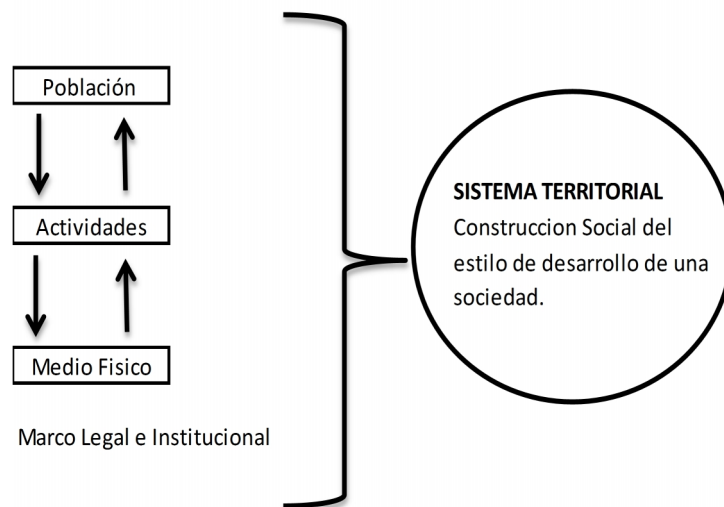 Población
Actividades
Medio Fisico
Marco Legal e Institucional
SISTEMA TERRITORIAL
Construccion Social del
estilo de desarrollo de una
sociedad.